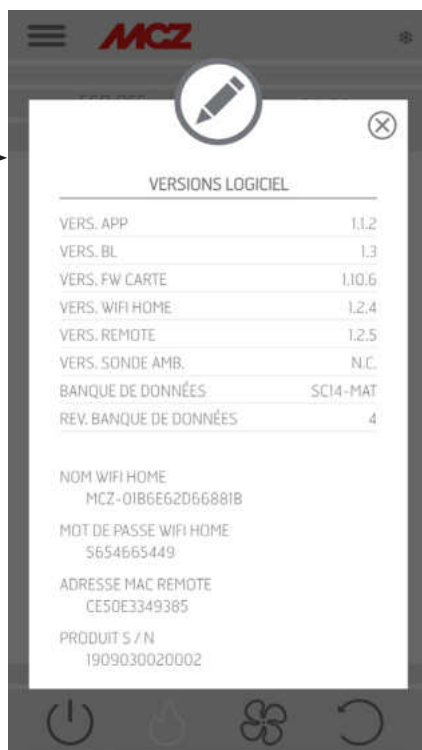 MCZ
VERSIONS LOGICIEL
VERS. APP 1.1.2
VERS. BL 1.3
VERS. FW CARTE 1.10.6
VERS. WIFI HOME 1.2.4
VERS. REMOTE 1.2.5
VERS. SONDE AMB. N.C.
BANQUE DE DONNÉES SC14-MAT
REV. BANQUE DE DONNÉES 4
NOM WIFI HOME
MCZ-01B6E62D66881B
MOT DE PASSE WIFI HOME
5654665449
ADRESSE MAC REMOTE
CE50E3349385
PRODUIT S / N
1909030020002